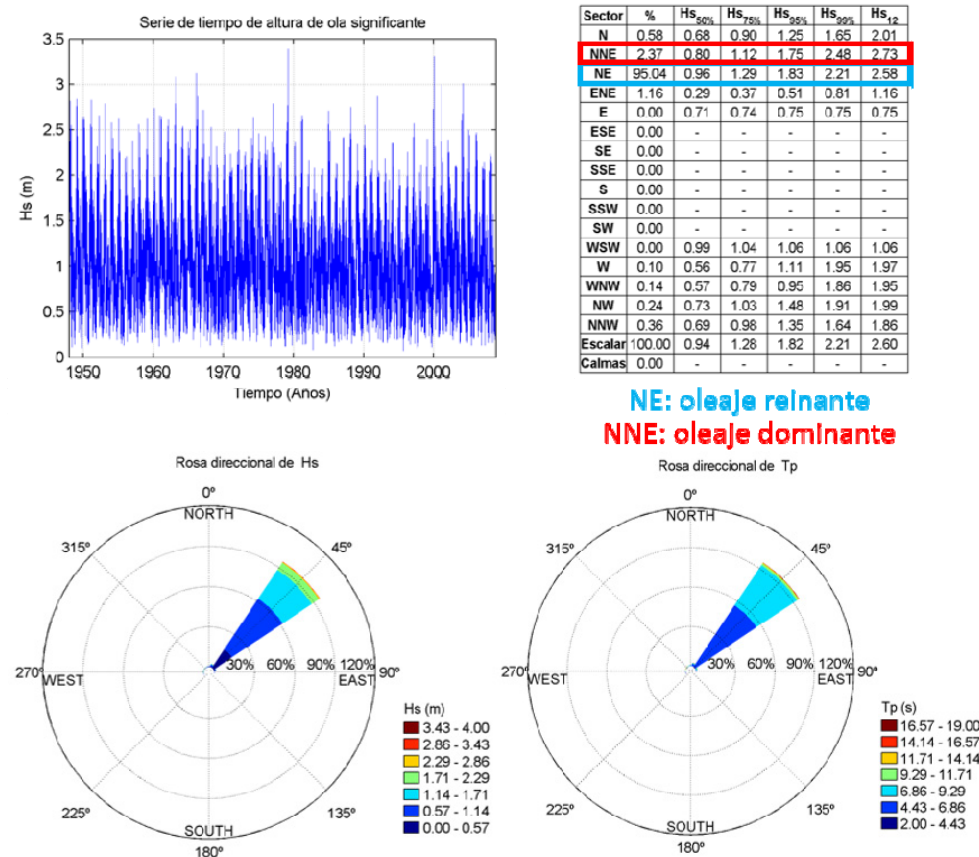 Serie de tiempo de altura de ola significante
3.5
3
2.5
2
1.5
1
0.5
0
Hs (m)
1950 1960 1970 1980 1990 2000
Tiempo (Años)
Sector % Hs50% Hs75% Hs95% Hs99% Hs12
N 0.58 0.68 0.90 1.25 1.65 2.01
NNE 2.37 0.80 1.12 1.75 2.48 2.73
NE 95.04 0.96 1.29 1.83 2.21 2.58
ENE 1.16 0.29 0.37 0.51 0.81 1.16
E 0.00 0.71 0.74 0.75 0.75 0.75
ESE 0.00 - - - - -
SE 0.00 - - - - -
SSE 0.00 - - - - -
S 0.00 - - - - -
SSW 0.00 - - - - -
SW 0.00 - - - - -
WSW 0.00 0.99 1.04 1.06 1.06 1.06
W 0.10 0.56 0.77 1.11 1.95 1.97
WNW 0.14 0.57 0.79 0.95 1.86 1.95
NW 0.24 0.73 1.03 1.48 1.91 1.99
NNW 0.36 0.69 0.98 1.35 1.64 1.86
Escalar 100.00 0.94 1.28 1.82 2.21 2.60
Calmas 0.00 - - - - -
NE: oleaje reinante
NNE: oleaje dominante
Rosa direccional de Hs
0º
NORTH
315º 45º
30% 60% 90% 120%
270º WEST EAST 90º
225º 135º
SOUTH
180º
Hs (m)
3.43 - 4.00
2.86 - 3.43
2.29 - 2.86
1.71 - 2.29
1.14 - 1.71
0.57 - 1.14
0.00 - 0.57
Rosa direccional de Tp
0º
NORTH
315º 45º
30% 60% 90% 120%
270º WEST EAST 90º
225º 135º
SOUTH
180º
Tp (s)
16.57 - 19.00
14.14 - 16.57
11.71 - 14.14
9.29 - 11.71
6.86 - 9.29
4.43 - 6.86
2.00 - 4.43